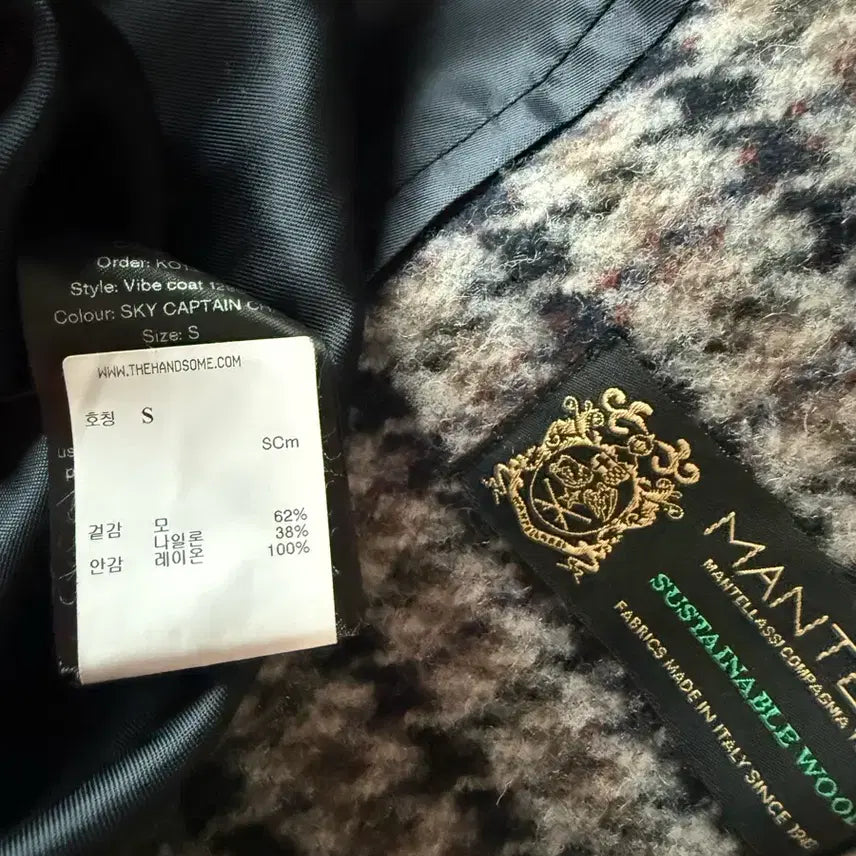 Order:
Style: Vibe coat
Colour: SKY CAPTAIN
Size: S
WWW.THEHANDSOME.COM
호칭 S
SCm
겉감 모 62%
나일론 38%
안감 레이온 100%
MANTE
MANTELLASSI COMPAGNIA
SUSTAINABLE WOOL
FABRICS MADE IN ITALY SINCE